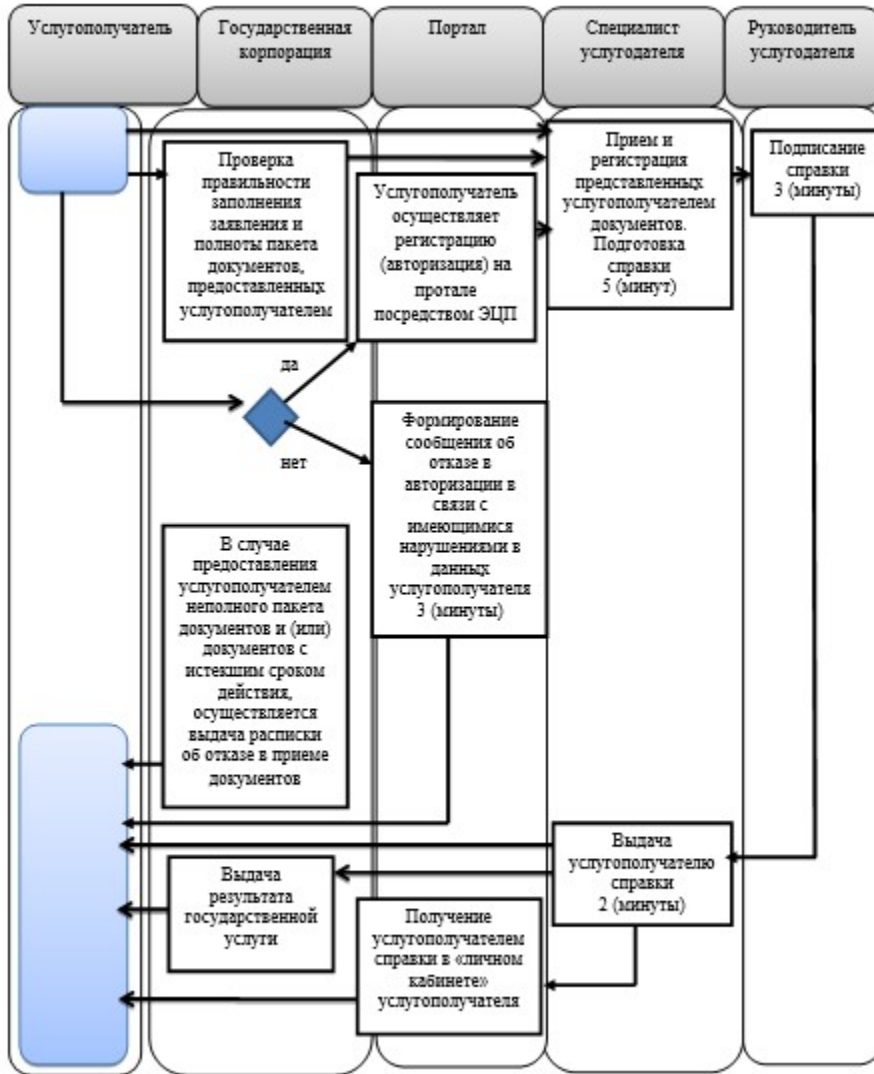 Услугополучатель
Государственная
корпорация
Портал
Специалист
услугодателя
Руководитель
услугодателя
Проверка
правильности
заполнения
заявления и
полноты пакета
документов,
предоставленных
услугополучателем
Услугополучатель
осуществляет
регистрацию
(авторизация) на
протале
посредством ЭЦП
Прием и
регистрация
представленных
услугополучателем
документов.
Подготовка
справки
5 (минут)
Подписание
справки
3 (минуты)
да
нет
Формирование
сообщения об
отказе в
авторизации в
связи с
имеющимися
нарушениями в
данных
услугополучателя
3 (минуты)
В случае
предоставления
услугополучателем
неполного пакета
документов и (или)
документов с
истекшим сроком
действия,
осуществляется
выдача расписки
об отказе в приеме
документов
Выдача
услугополучателю
справки
2 (минуты)
Выдача
результата
государственной
услуги
Получение
услугополучателем
справки в «личном
кабинете»
услугополучателя